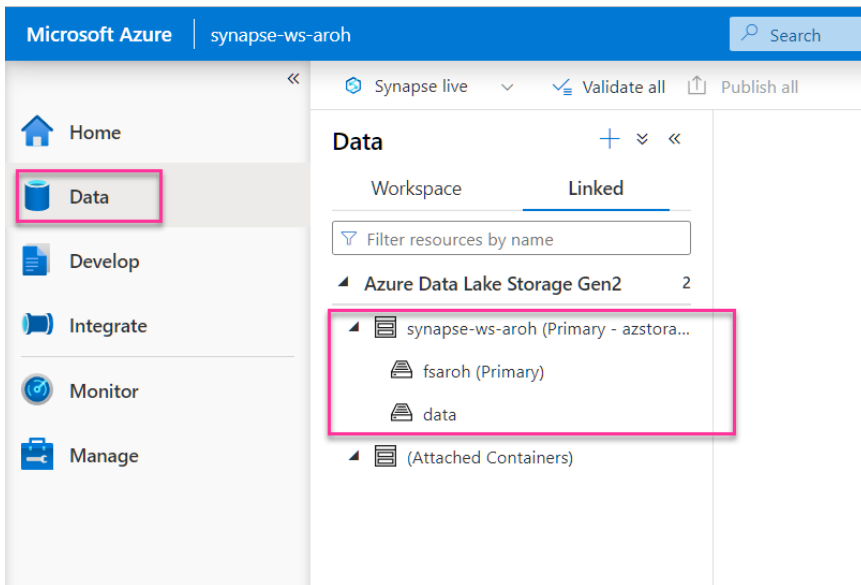 Microsoft Azure synapse-ws-aroh Search
«
Synapse live Validate all Publish all
Home
Data
Develop
Integrate
Monitor
Manage
Data + «
Workspace Linked
Filter resources by name
Azure Data Lake Storage Gen2 2
synapse-ws-aroh (Primary - azstora...
fsaroh (Primary)
data
(Attached Containers)